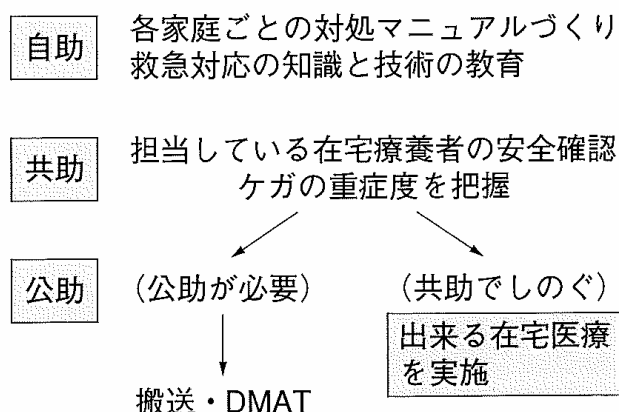 自助
各家庭ごとの対処マニュアルづくり
救急対応の知識と技術の教育
共助
担当している在宅療養者の安全確認
ケガの重症度を把握
公助
(公助が必要)
(共助でしのぐ)
出来る在宅医療
を実施
搬送・DMAT